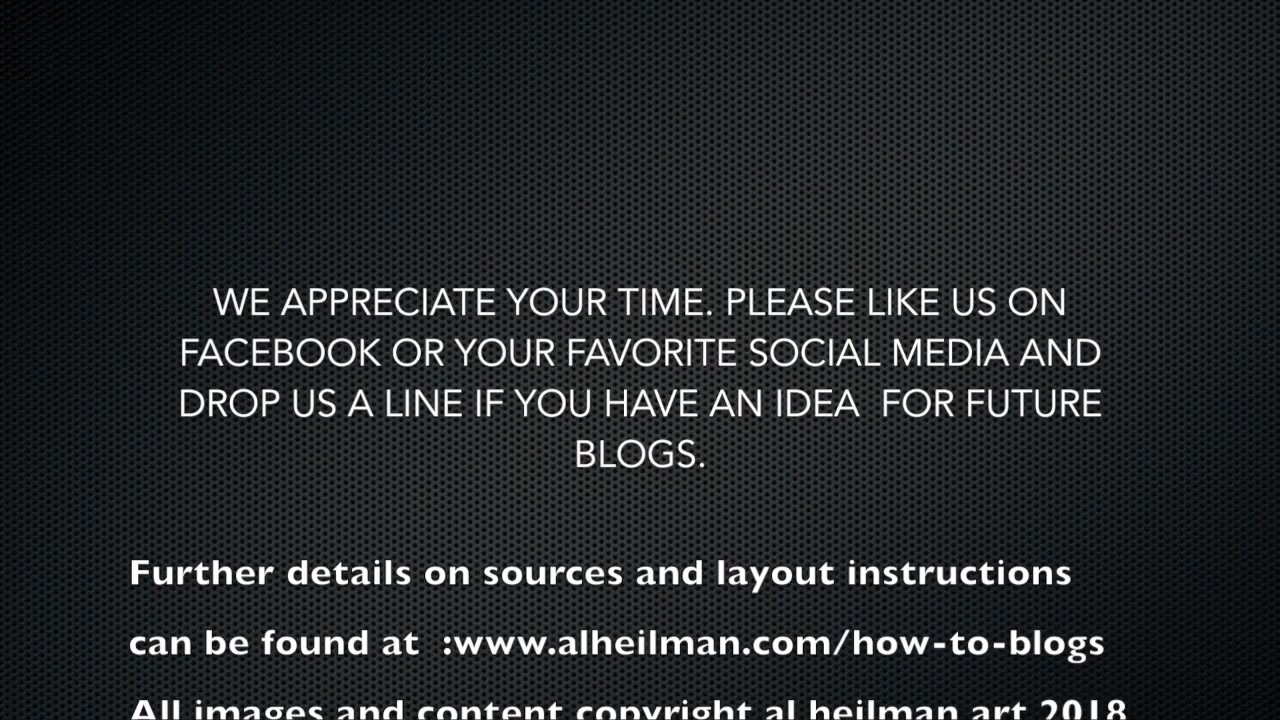 WE APPRECIATE YOUR TIME. PLEASE LIKE US ON
FACEBOOK OR YOUR FAVORITE SOCIAL MEDIA AND
DROP US A LINE IF YOU HAVE AN IDEA  FOR FUTURE
BLOGS.
Further details on sources and layout instructions
can be found at  :www.alheilman.com/how-to-blogs
All images and content copyright al heilman art 2018